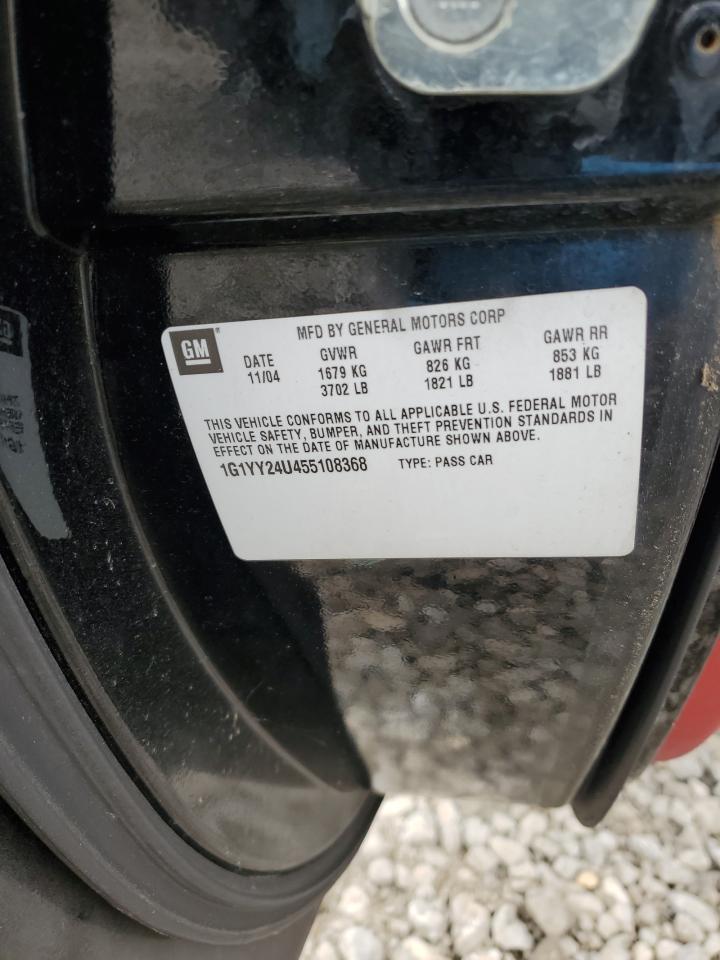 GM
MFD BY GENERAL MOTORS CORP
DATE GVWR GAWR FRT GAWR RR
11/04 1679 KG 826 KG 853 KG
3702 LB 1821 LB 1881 LB
THIS VEHICLE CONFORMS TO ALL APPLICABLE U.S. FEDERAL MOTOR
VEHICLE SAFETY, BUMPER, AND THEFT PREVENTION STANDARDS IN
EFFECT ON THE DATE OF MANUFACTURE SHOWN ABOVE.
1G1YY24U455108368 TYPE: PASS CAR